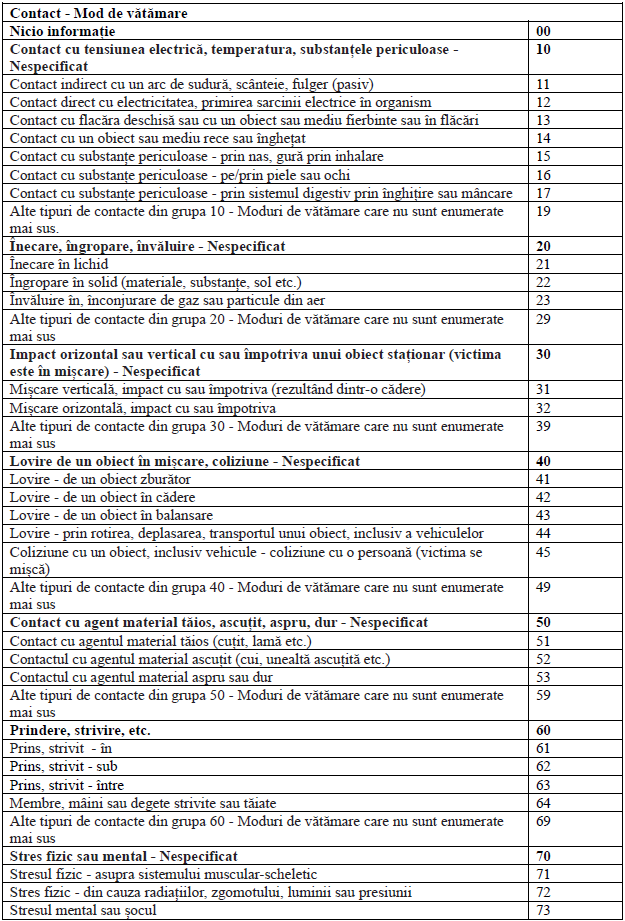 Contact - Mod de vătămare
Nicio informație 00
Contact cu tensiunea electrică, temperatura, substanțele periculoase - 10
Nespecificat
Contact indirect cu un arc de sudură, scânteie, fulger (pasiv) 11
Contact direct cu electricitatea, primirea sarcinii electrice în organism 12
Contact cu flacăra deschisă sau cu un obiect sau mediu fierbinte sau în flăcări 13
Contact cu un obiect sau mediu rece sau înghețat 14
Contact cu substanțe periculoase - prin nas, gură prin inhalare 15
Contact cu substanțe periculoase - pe/prin piele sau ochi 16
Contact cu substanțe periculoase - prin sistemul digestiv prin înghițire sau mâncare 17
Alte tipuri de contacte din grupa 10 - Moduri de vătămare care nu sunt enumerate 19
mai sus.
Înecare, îngropare, învăluire - Nespecificat 20
Înecare în lichid 21
Îngropare în solid (materiale, substanțe, sol etc.) 22
Învăluire în, înconjurare de gaz sau particule din aer 23
Alte tipuri de contacte din grupa 20 - Moduri de vătămare care nu sunt enumerate 29
mai sus
Impact orizontal sau vertical cu sau împotriva unui obiect staționar (victima 30
este în mișcare) - Nespecificat
Mișcare verticală, impact cu sau împotriva (rezultând dintr-o cădere) 31
Mișcare orizontală, impact cu sau împotriva 32
Alte tipuri de contacte din grupa 30 - Moduri de vătămare care nu sunt enumerate 39
mai sus
Lovire de un obiect în mișcare, coliziune - Nespecificat 40
Lovire - de un obiect zburător 41
Lovire - de un obiect în cădere 42
Lovire - de un obiect în balansare 43
Lovire - prin rotirea, deplasarea, transportul unui obiect, inclusiv a vehiculelor 44
Coliziune cu un obiect, inclusiv vehicule - coliziune cu o persoană (victima se 45
mișcă)
Alte tipuri de contacte din grupa 40 - Moduri de vătămare care nu sunt enumerate 49
mai sus
Contact cu agent material tăios, ascuțit, aspru, dur - Nespecificat 50
Contact cu agentul material tăios (cuțit, lamă etc.) 51
Contactul cu agentul material ascuțit (cui, unealtă ascuțită etc.) 52
Contactul cu agentul material aspru sau dur 53
Alte tipuri de contacte din grupa 50 - Moduri de vătămare care nu sunt enumerate 59
mai sus
Prindere, strivire, etc. 60
Prins, strivit - în 61
Prins, strivit - sub 62
Prins, strivit - între 63
Membre, mâini sau degete strivite sau tăiate 64
Alte tipuri de contacte din grupa 60 - Moduri de vătămare care nu sunt enumerate 69
mai sus
Stres fizic sau mental - Nespecificat 70
Stresul fizic - asupra sistemului muscular-scheletic 71
Stres fizic - din cauza radiațiilor, zgomotului, luminii sau presiunii 72
Stresul mental sau șocul 73